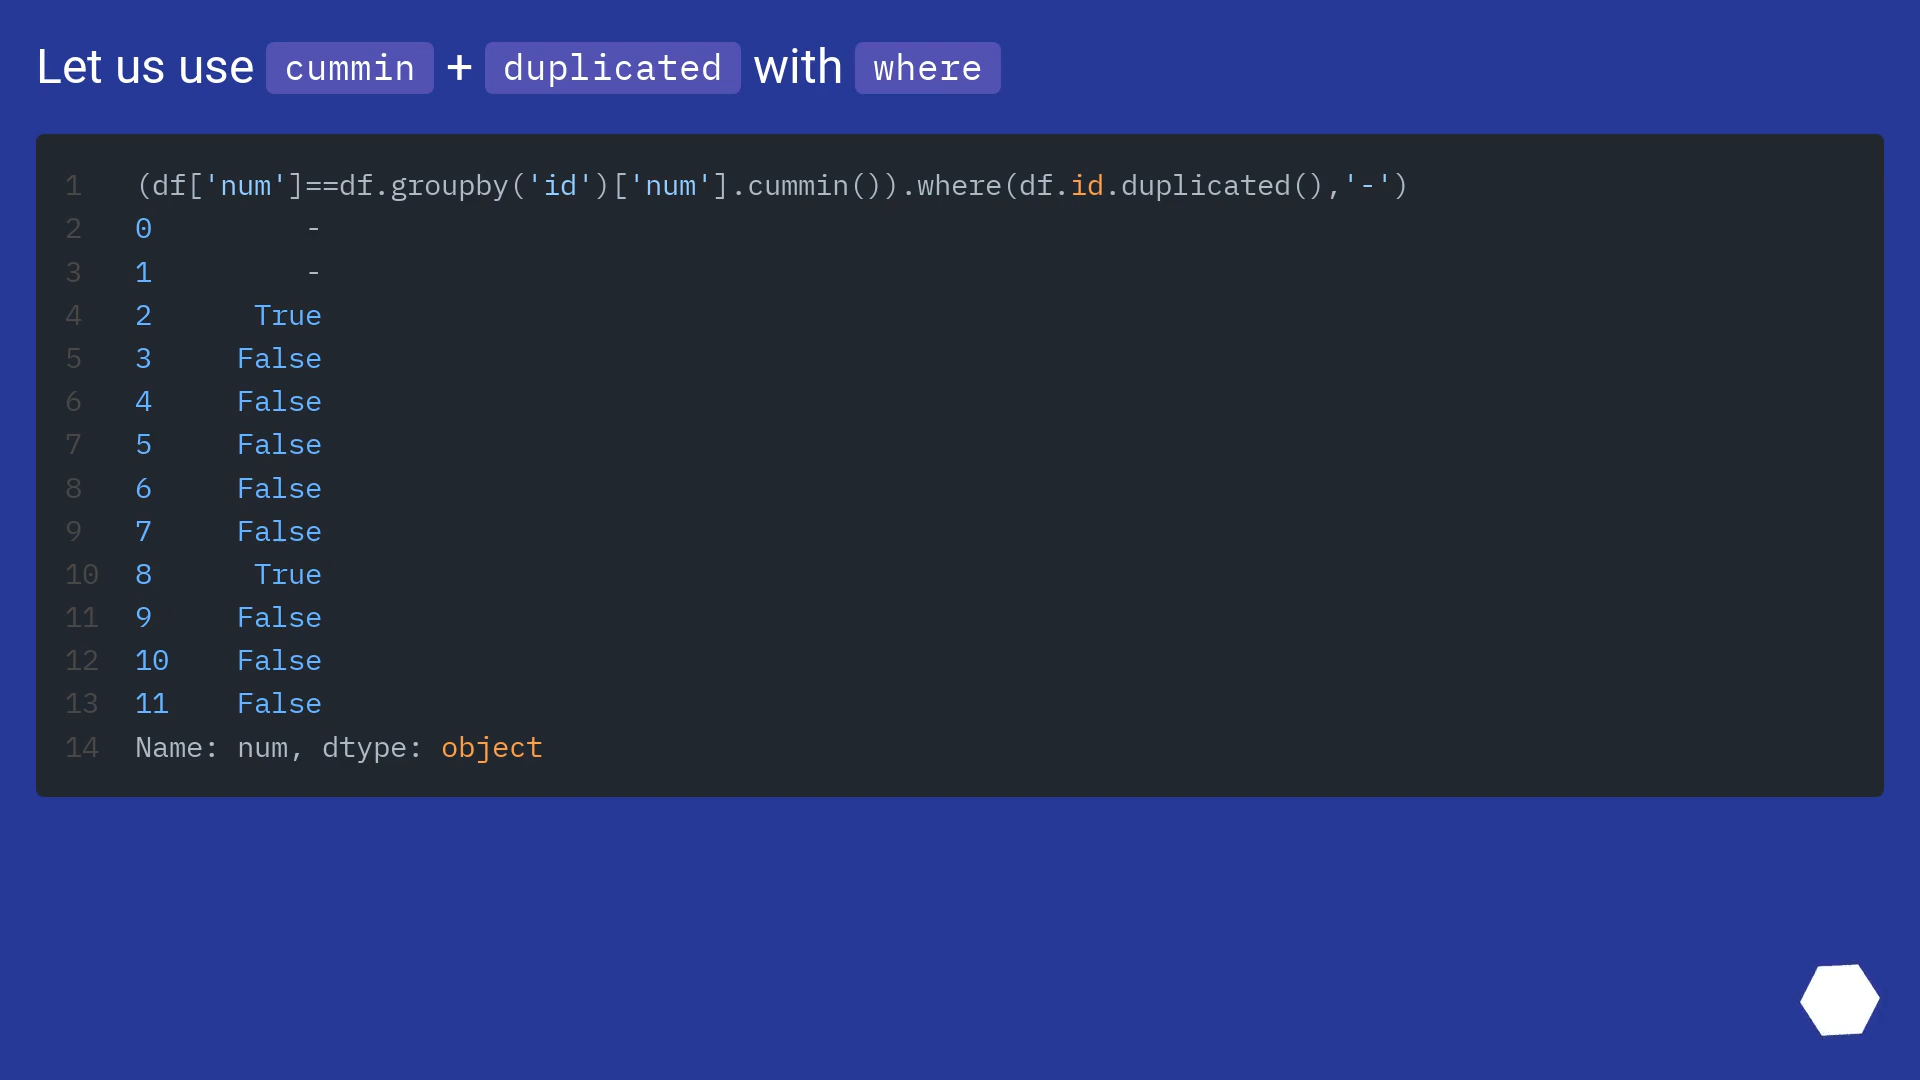 Let us use cummin + duplicated with where
1 (df['num']==df.groupby('id')['num'].cummin()).where(df.id.duplicated(),'-')
2 0         -
3 1         -
4 2      True
5 3     False
6 4     False
7 5     False
8 6     False
9 7     False
10 8      True
11 9     False
12 10    False
13 11    False
14 Name: num, dtype: object